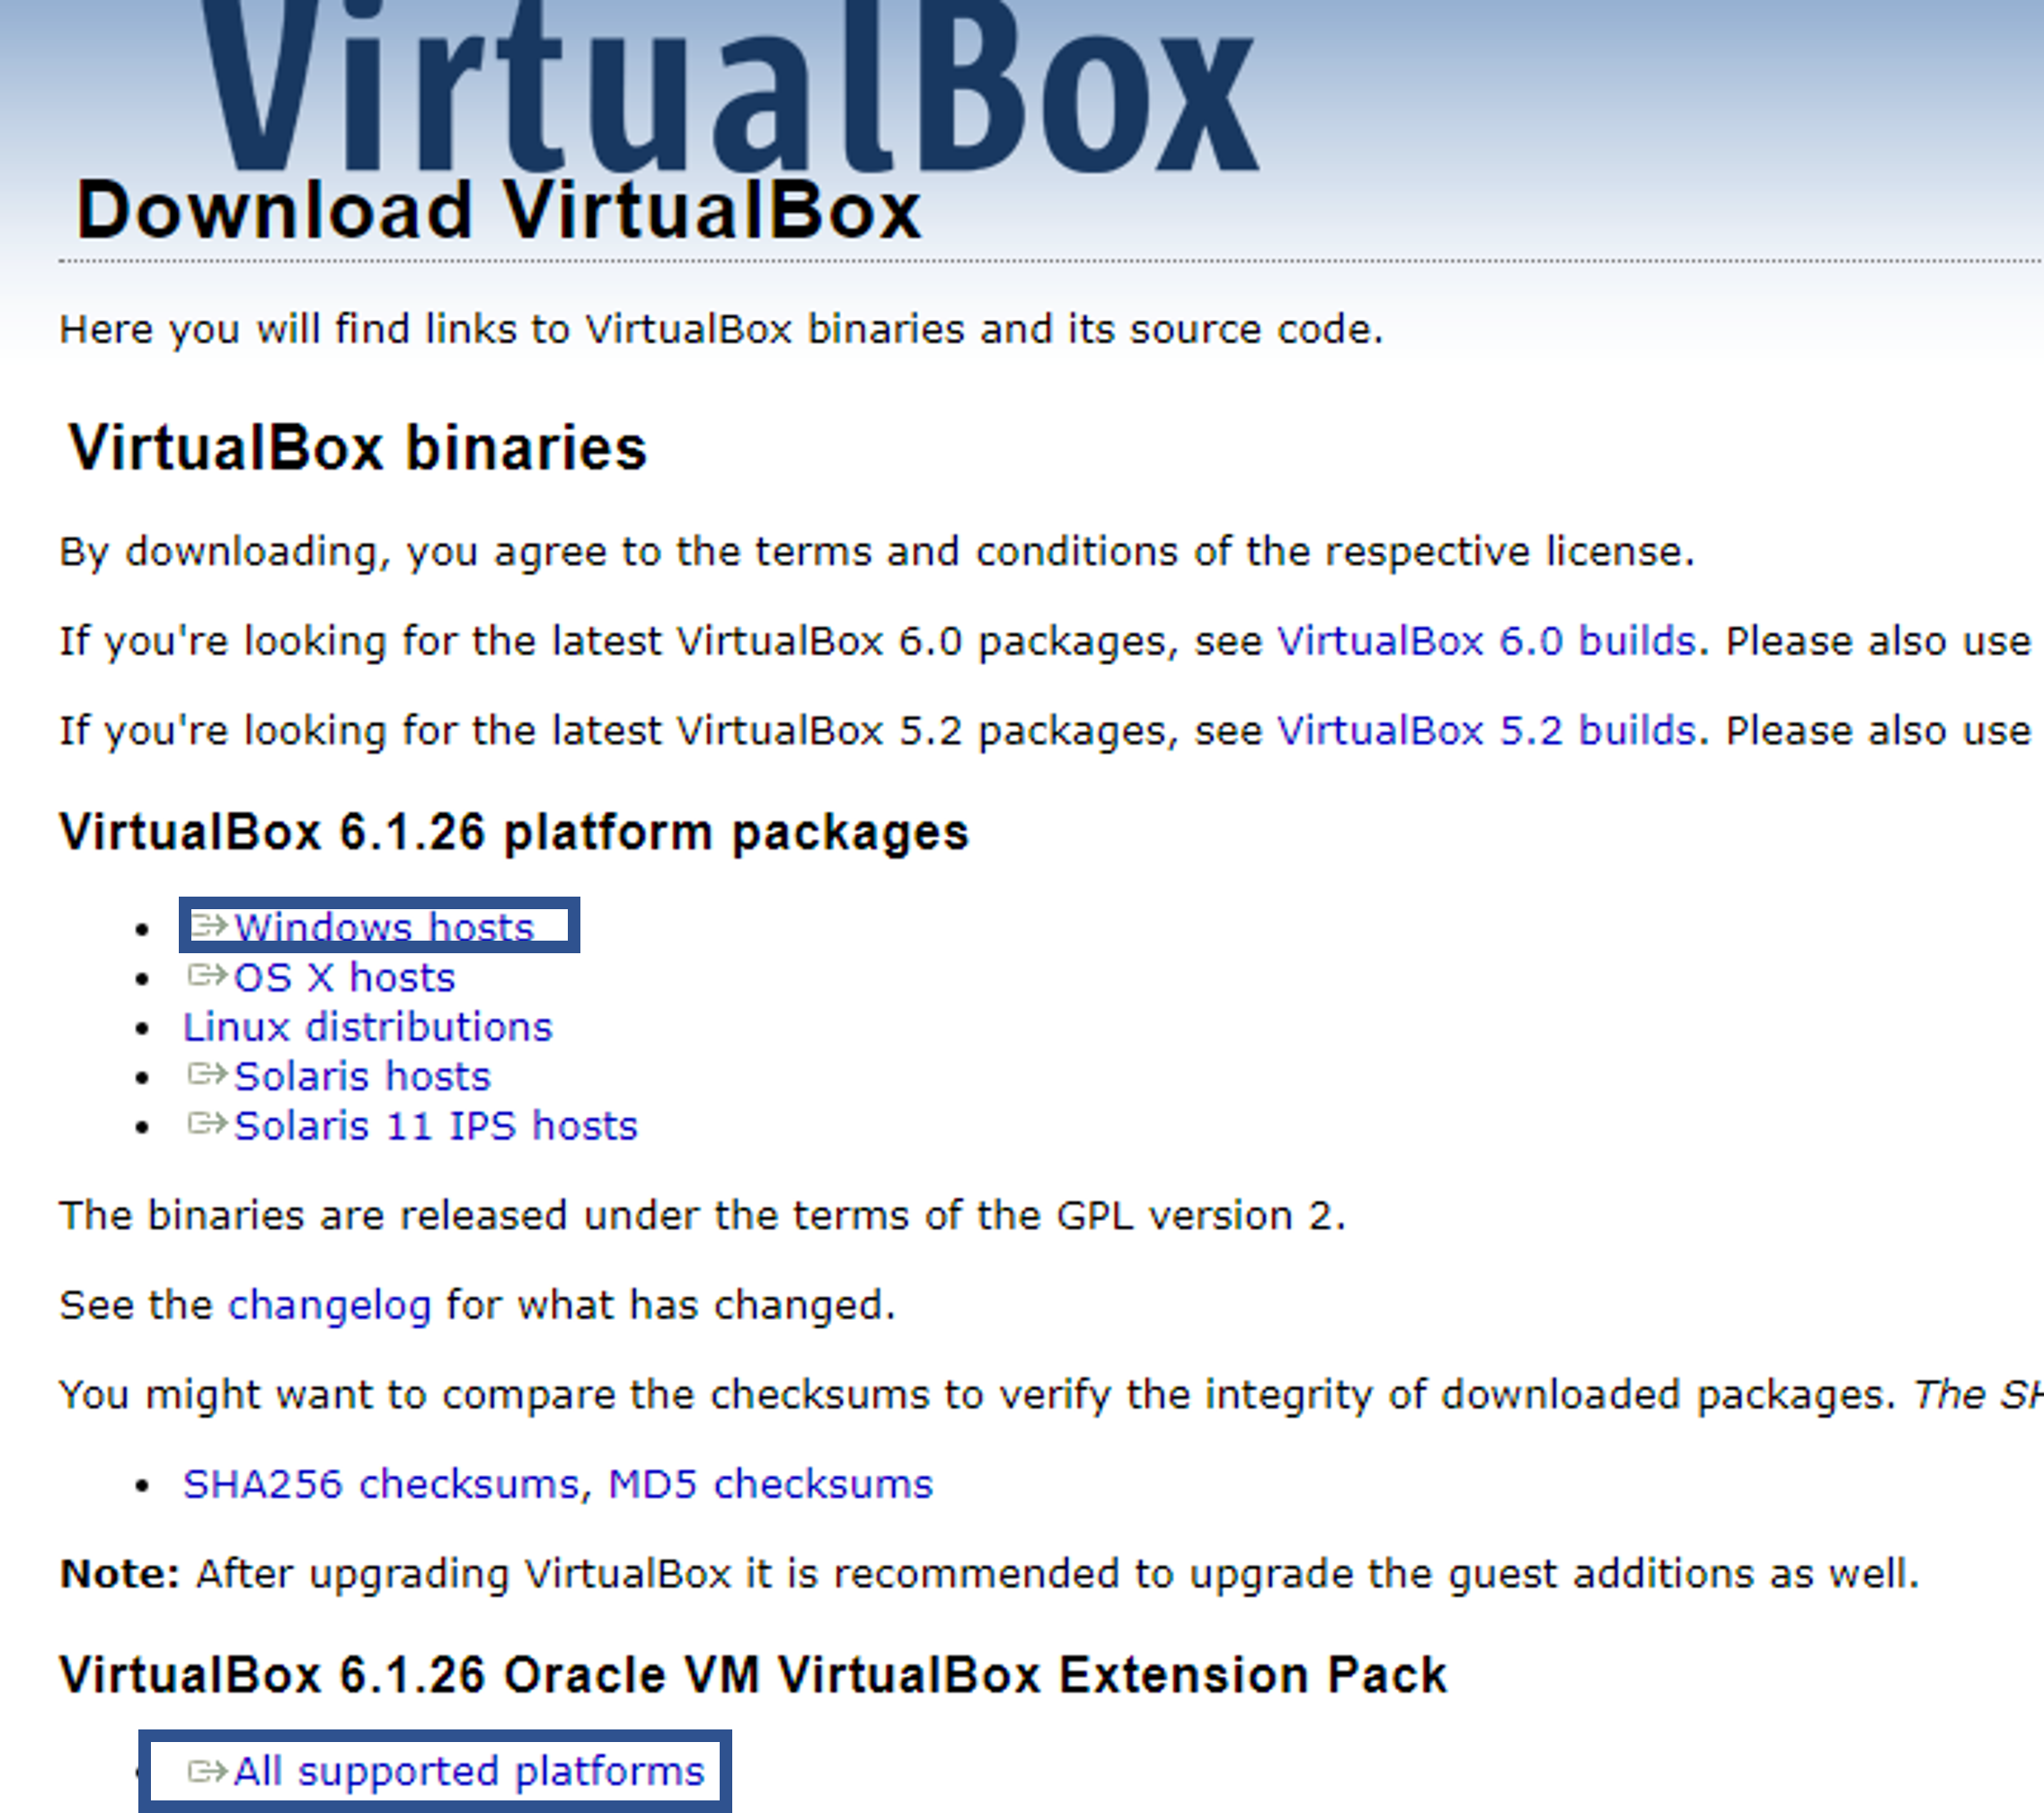 VirtualBox
Download VirtualBox
Here you will find links to VirtualBox binaries and its source code.
VirtualBox binaries
By downloading, you agree to the terms and conditions of the respective license.
If you're looking for the latest VirtualBox 6.0 packages, see VirtualBox 6.0 builds. Please also use
If you're looking for the latest VirtualBox 5.2 packages, see VirtualBox 5.2 builds. Please also use
VirtualBox 6.1.26 platform packages
Windows hosts
OS X hosts
Linux distributions
Solaris hosts
Solaris 11 IPS hosts
The binaries are released under the terms of the GPL version 2.
See the changelog for what has changed.
You might want to compare the checksums to verify the integrity of downloaded packages. The SH
SHA256 checksums, MD5 checksums
Note: After upgrading VirtualBox it is recommended to upgrade the guest additions as well.
VirtualBox 6.1.26 Oracle VM VirtualBox Extension Pack
All supported platforms